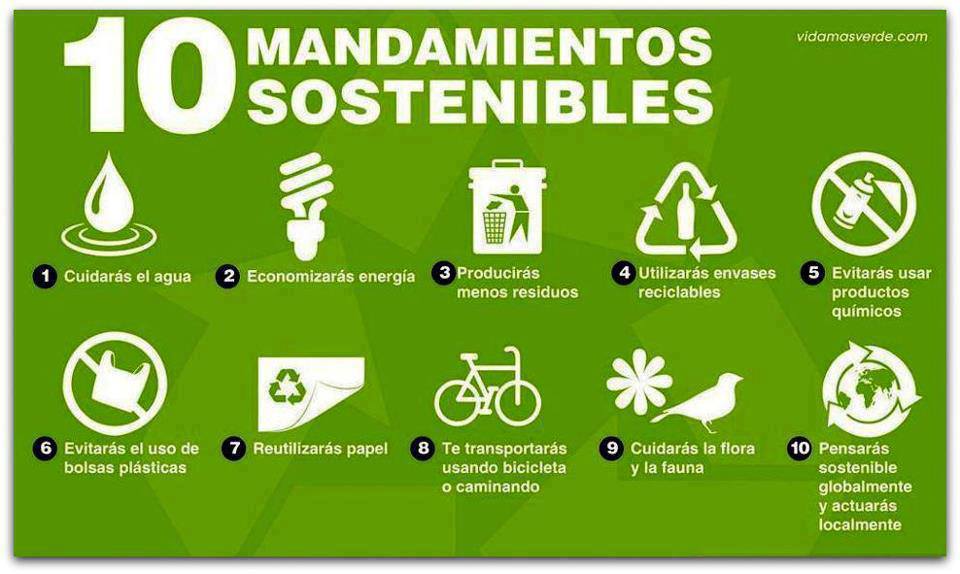 10 MANDAMIENTOS
SOSTENIBLES
vidamasverde.com
1 Cuidarás el agua
2 Economizarás energía
3 Producirás
menos residuos
4 Utilizarás envases
reciclables
5 Evitarás usar
productos
químicos
6 Evitarás el uso de
bolsas plásticas
7 Reutilizarás papel
8 Te transportarás
usando bicicleta
o caminando
9 Cuidarás la flora
y la fauna
10 Pensarás
sostenible
globalmente
y actuarás
localmente